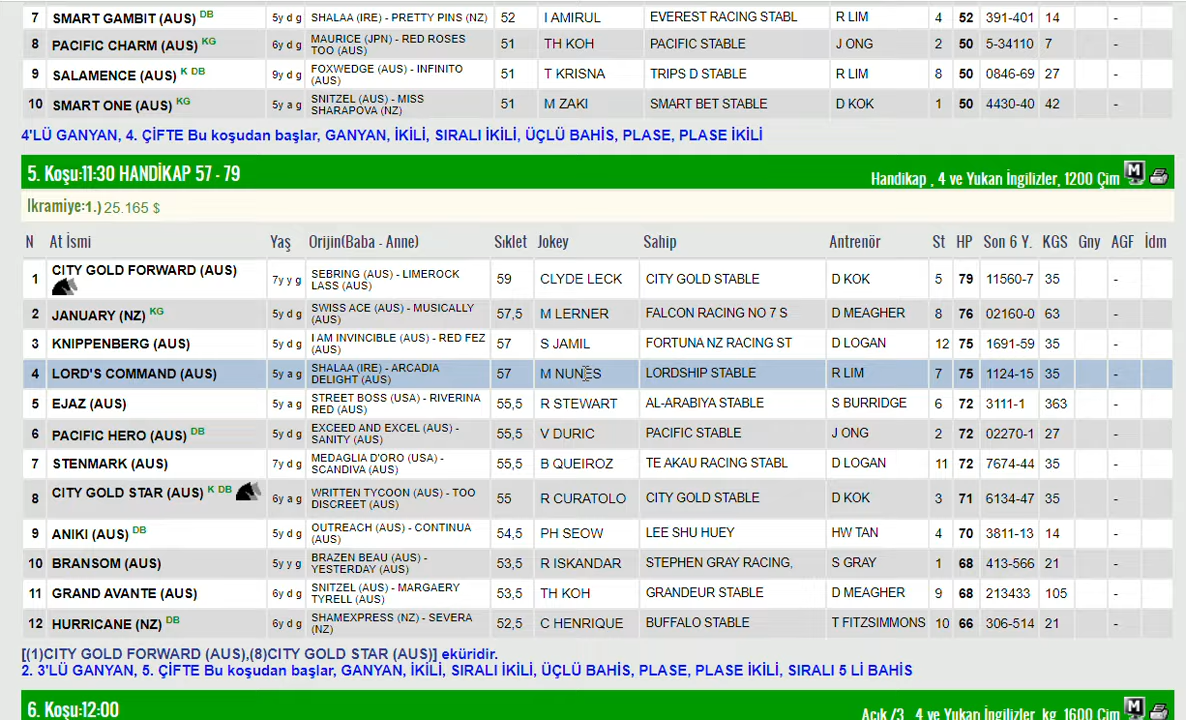 7 SMART GAMBIT (AUS) DB 5y d g SHALAA (IRE) - PRETTY PINS (NZ) 52 I AMIRUL EVEREST RACING STABL R LIM 4 52 391-401 14 -
8 PACIFIC CHARM (AUS) KG 6y d g MAURICE (JPN) - RED ROSES TOO (AUS) 51 TH KOH PACIFIC STABLE J ONG 2 50 5-34110 7 -
9 SALAMENCE (AUS) K DB 9y d g FOXWEDGE (AUS) - INFINITO (AUS) 51 T KRISNA TRIPS D STABLE R LIM 8 50 0846-69 27 -
10 SMART ONE (AUS) KG 5y a g SNITZEL (AUS) - MISS SHARAPOVA (NZ) 51 M ZAKI SMART BET STABLE D KOK 1 50 4430-40 42 -
4'LÜ GANYAN, 4. ÇİFTE Bu koşudan başlar, GANYAN, İKİLİ, SIRALI İKİLİ, ÜÇLÜ BAHİS, PLASE, PLASE İKİLİ
5. Koşu:11:30 HANDİKAP 57 - 79 Handikap , 4 ve Yukarı İngilizler, 1200 Çim M
İkramiye:1.) 25.165 $
N At İsmi Yaş Orijin(Baba - Anne) Sıklet Jokey Sahip Antrenör St HP Son 6 Y. KGS Gny AGF İdm
1 CITY GOLD FORWARD (AUS) 7y y g SEBRING (AUS) - LIMEROCK LASS (AUS) 59 CLYDE LECK CITY GOLD STABLE D KOK 5 79 11560-7 35 -
2 JANUARY (NZ) KG 5y d g SWISS ACE (AUS) - MUSICALLY (AUS) 57,5 M LERNER FALCON RACING NO 7 S D MEAGHER 8 76 02160-0 63 -
3 KNIPPENBERG (AUS) 5y d g I AM INVINCIBLE (AUS) - RED FEZ (AUS) 57 S JAMIL FORTUNA NZ RACING ST D LOGAN 12 75 1691-59 35 -
4 LORD'S COMMAND (AUS) 5y a g SHALAA (IRE) - ARCADIA DELIGHT (AUS) 57 M NUNES LORDSHIP STABLE R LIM 7 75 1124-15 35 -
5 EJAZ (AUS) 5y a g STREET BOSS (USA) - RIVERINA RED (AUS) 55,5 R STEWART AL-ARABIYA STABLE S BURRIDGE 6 72 3111-1 363 -
6 PACIFIC HERO (AUS) DB 5y d g EXCEED AND EXCEL (AUS) - SANITY (AUS) 55,5 V DURIC PACIFIC STABLE J ONG 2 72 02270-1 27 -
7 STENMARK (AUS) 7y d g MEDAGLIA D'ORO (USA) - SCANDIVA (AUS) 55,5 B QUEIROZ TE AKAU RACING STABL D LOGAN 11 72 7674-44 35 -
8 CITY GOLD STAR (AUS) K DB 6y a g WRITTEN TYCOON (AUS) - TOO DISCREET (AUS) 55 R CURATOLO CITY GOLD STABLE D KOK 3 71 6134-47 35 -
9 ANIKI (AUS) DB 5y d g OUTREACH (AUS) - CONTINUA (AUS) 54,5 PH SEOW LEE SHU HUEY HW TAN 4 70 3811-13 14 -
10 BRANSOM (AUS) 5y y g BRAZEN BEAU (AUS) - YESTERDAY (AUS) 53,5 R ISKANDAR STEPHEN GRAY RACING, S GRAY 1 68 413-566 21 -
11 GRAND AVANTE (AUS) 6y d g SNITZEL (AUS) - MARGAERY TYRELL (AUS) 53,5 TH KOH GRANDEUR STABLE D MEAGHER 9 68 213433 105 -
12 HURRICANE (NZ) DB 6y d g SHAMEXPRESS (NZ) - SEVERA (NZ) 52,5 C HENRIQUE BUFFALO STABLE T FITZSIMMONS 10 66 306-514 21 -
[(1)CITY GOLD FORWARD (AUS),(8)CITY GOLD STAR (AUS)] eküridir.
2. 3'LÜ GANYAN, 5. ÇİFTE Bu koşudan başlar, GANYAN, İKİLİ, SIRALI İKİLİ, ÜÇLÜ BAHİS, PLASE, PLASE İKİLİ, SIRALI 5 Lİ BAHİS
6. Koşu:12:00 Açık /3 , 4 ve Yukarı İngilizler, kg, 1600 Çim M